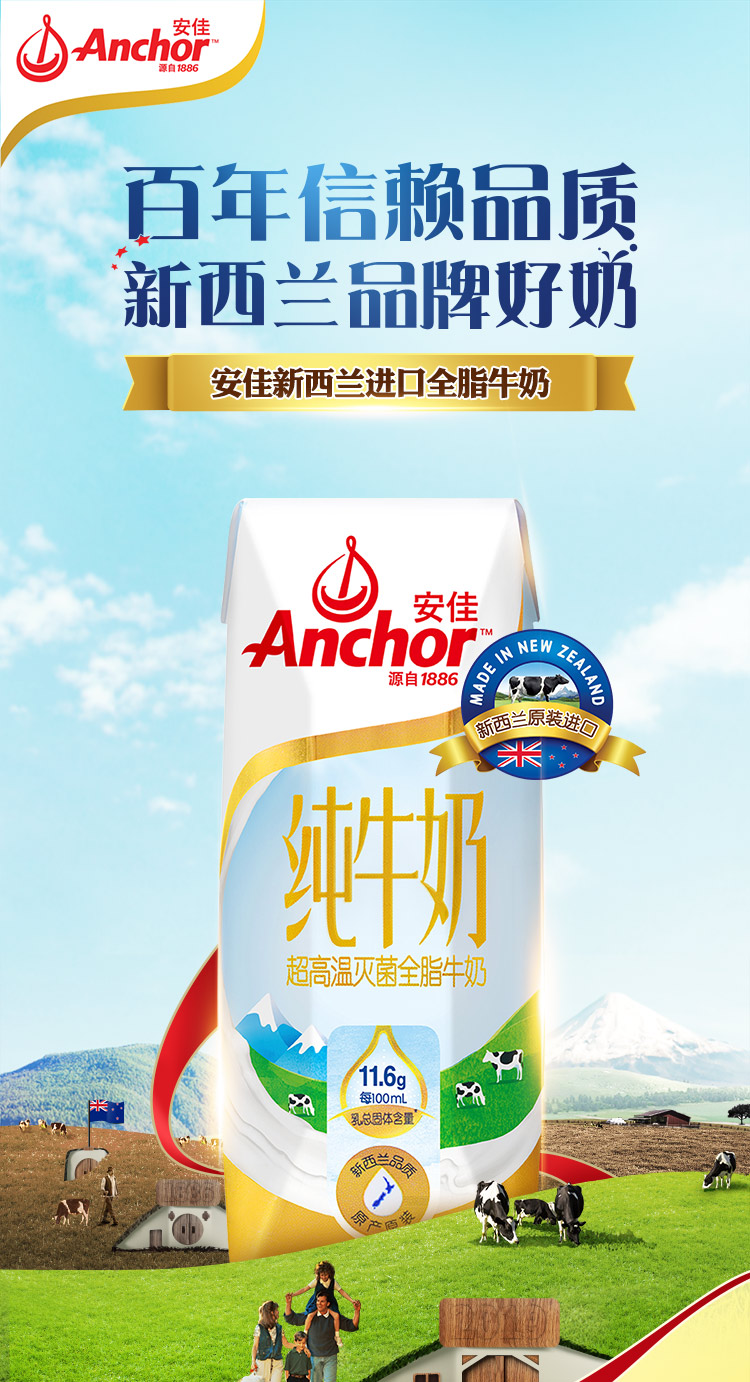 安佳
Anchor™
源自1886
百年信赖品质
新西兰品牌好奶
安佳新西兰进口全脂牛奶
安佳
Anchor™
源自1886
MADE IN NEW ZEALAND
新西兰原装进口
纯牛奶
超高温灭菌全脂牛奶
11.6g
每100mL
乳总固体含量
新西兰品质
原产原装
1886